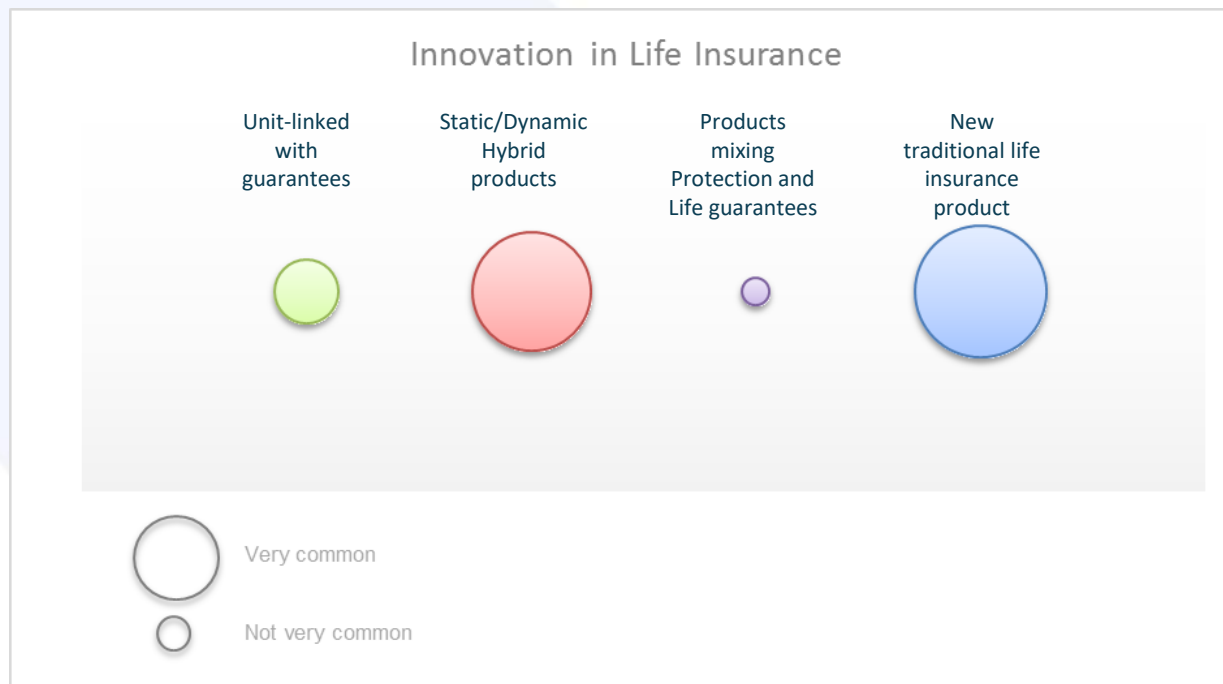 Innovation in Life Insurance
Unit-linked
with
guarantees
Static/Dynamic
Hybrid
products
Products
mixing
Protection and
Life guarantees
New
traditional life
insurance
product
Very common
Not very common